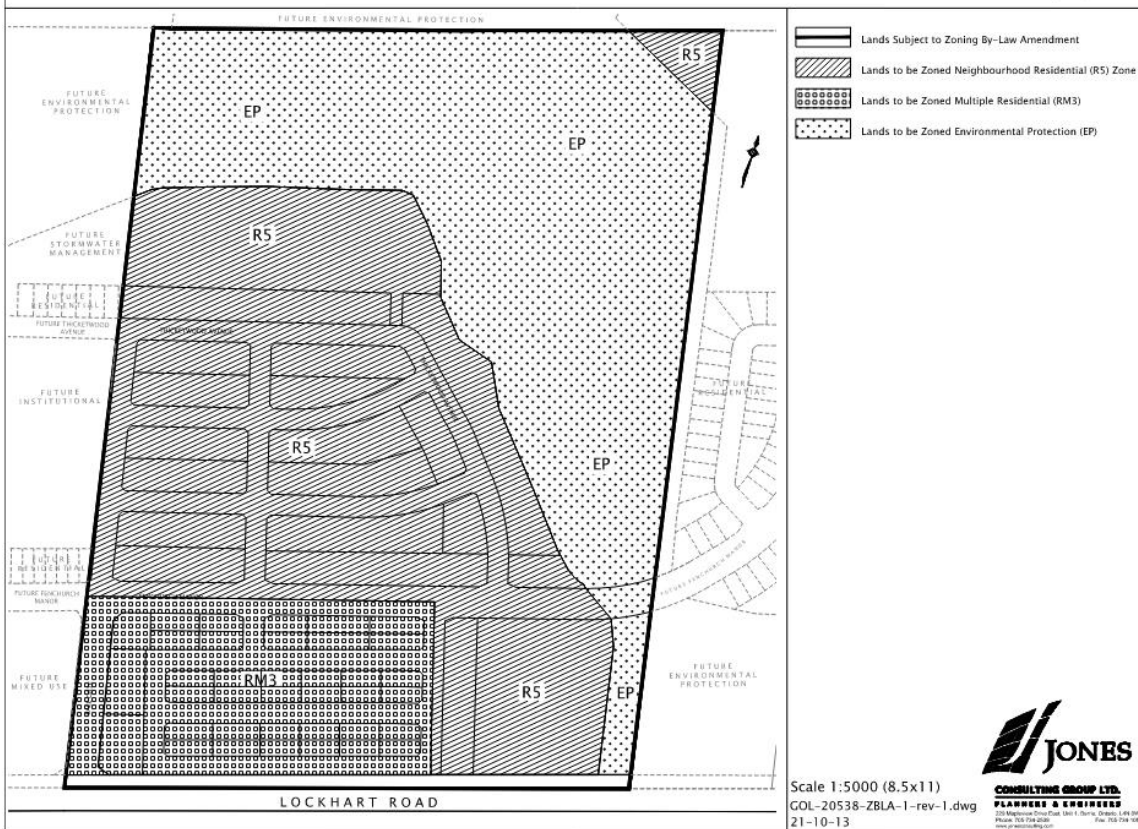 FUTURE ENVIRONMENTAL PROTECTION
R5
Lands Subject to Zoning By-Law Amendment
Lands to be Zoned Neighbourhood Residential (R5) Zone
Lands to be Zoned Multiple Residential (RM3)
Lands to be Zoned Environmental Protection (EP)
FUTURE
ENVIRONMENTAL
PROTECTION
EP
EP
R5
FUTURE
STORMWATER
MANAGEMENT
FUTURE
RESIDENTIAL
FUTURE THICKETWOOD
AVENUE
THICKETWOOD AVENUE
FUTURE
INSTITUTIONAL
FUTURE
RESIDENTIAL
R5
EP
FUTURE
RESIDENTIAL
FUTURE FENCHURCH
MANOR
FUTURE FENCHURCH MANOR
FUTURE
MIXED USE
RM3
R5
EP
FUTURE
ENVIRONMENTAL
PROTECTION
LOCKHART ROAD
Scale 1:5000 (8.5x11)
GOL-20538-ZBLA-1-rev-1.dwg
21-10-13
JONES
CONSULTING GROUP LTD.
PLANNERS & ENGINEERS